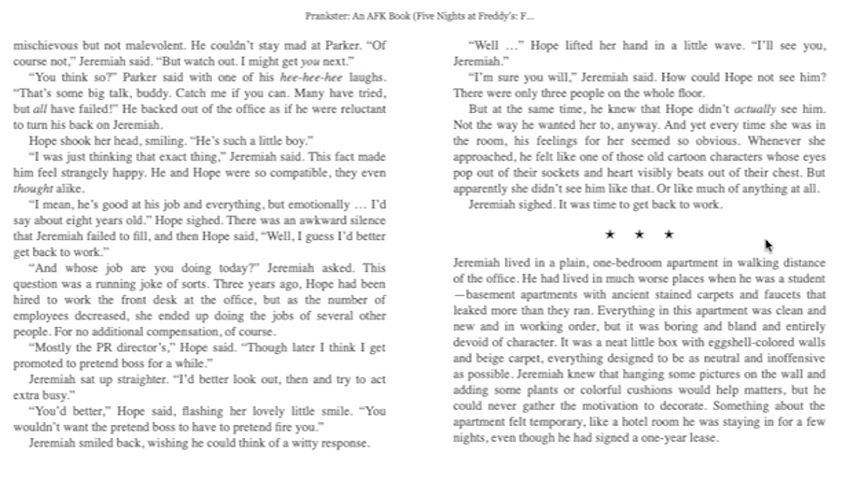 Prankster: An AFK Book (Five Nights at Freddy's: F...
mischievous but not malevolent. He couldn't stay mad at Parker. “Of
course not,” Jeremiah said. “But watch out. I might get you next.”
“You think so?” Parker said with one of his hee-hee-hee laughs.
“That's some big talk, buddy. Catch me if you can. Many have tried,
but all have failed!” He backed out of the office as if he were reluctant
to turn his back on Jeremiah.
Hope shook her head, smiling. “He's such a little boy.”
“I was just thinking that exact thing,” Jeremiah said. This fact made
him feel strangely happy. He and Hope were so compatible, they even
thought alike.
“I mean, he's good at his job and everything, but emotionally … I'd
say about eight years old.” Hope sighed. There was an awkward silence
that Jeremiah failed to fill, and then Hope said, “Well, I guess I'd better
get back to work.”
“And whose job are you doing today?” Jeremiah asked. This
question was a running joke of sorts. Three years ago, Hope had been
hired to work the front desk at the office, but as the number of
employees decreased, she ended up doing the jobs of several other
people. For no additional compensation, of course.
“Mostly the PR director's,” Hope said. “Though later I think I get
promoted to pretend boss for a while.”
Jeremiah sat up straighter. “I'd better look out, then and try to act
extra busy.”
“You'd better,” Hope said, flashing her lovely little smile. “You
wouldn't want the pretend boss to have to pretend fire you.”
Jeremiah smiled back, wishing he could think of a witty response.
“Well …” Hope lifted her hand in a little wave. “I'll see you,
Jeremiah.”
“I'm sure you will,” Jeremiah said. How could Hope not see him?
There were only three people on the whole floor.
But at the same time, he knew that Hope didn't actually see him.
Not the way he wanted her to, anyway. And yet every time she was in
the room, his feelings for her seemed so obvious. Whenever she
approached, he felt like one of those old cartoon characters whose eyes
pop out of their sockets and heart visibly beats out of their chest. But
apparently she didn't see him like that. Or like much of anything at all.
Jeremiah sighed. It was time to get back to work.
★ ★ ★
Jeremiah lived in a plain, one-bedroom apartment in walking distance
of the office. He had lived in much worse places when he was a student
—basement apartments with ancient stained carpets and faucets that
leaked more than they ran. Everything in this apartment was clean and
new and in working order, but it was boring and bland and entirely
devoid of character. It was a neat little box with eggshell-colored walls
and beige carpet, everything designed to be as neutral and inoffensive
as possible. Jeremiah knew that hanging some pictures on the wall and
adding some plants or colorful cushions would help matters, but he
could never gather the motivation to decorate. Something about the
apartment felt temporary, like a hotel room he was staying in for a few
nights, even though he had signed a one-year lease.